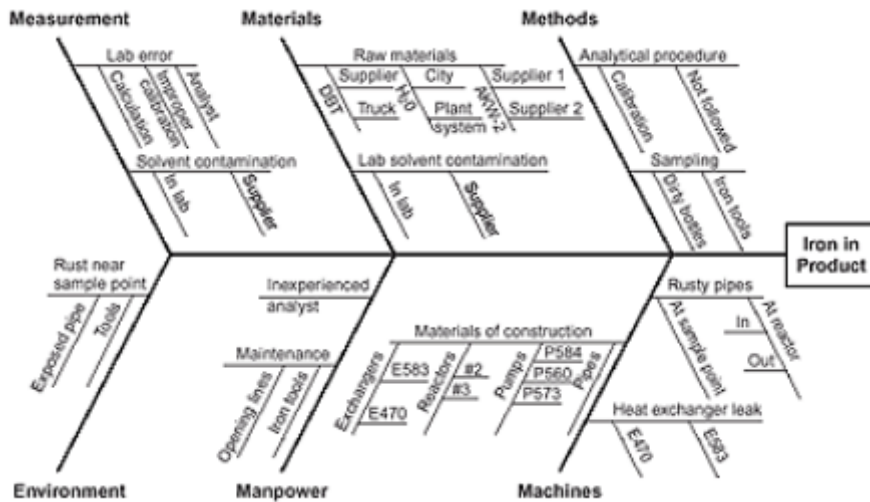 Measurement
Materials
Methods
Lab error
Calculation
Improper
calibration
Analyst
Solvent contamination
In lab
Supplier
Raw materials
DBT
Supplier
Truck
H₂0
City
Plant
system
AKW-2
Supplier 1
Supplier 2
Lab solvent contamination
In lab
Supplier
Analytical procedure
Calibration
Not followed
Sampling
Dirty bottles
Iron tools
Iron in
Product
Rust near
sample point
Exposed pipe
Tools
Inexperienced
analyst
Maintenance
Opening lines
Iron tools
Materials of construction
Exchangers
E583
E470
Reactors
#2
#3
Pumps
P584
P560
P573
Pipes
Rusty pipes
At sample point
At reactor
In
Out
Heat exchanger leak
E470
E583
Environment
Manpower
Machines